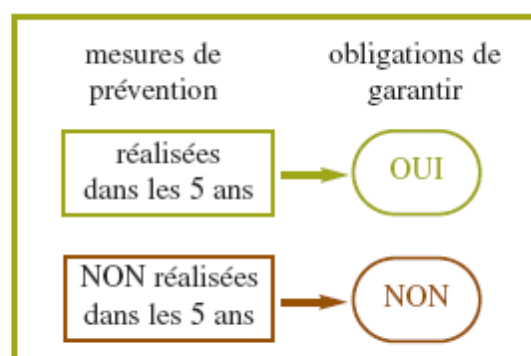 mesures de
prévention
obligations de
garantir
réalisées
dans les 5 ans
OUI
NON réalisées
dans les 5 ans
NON